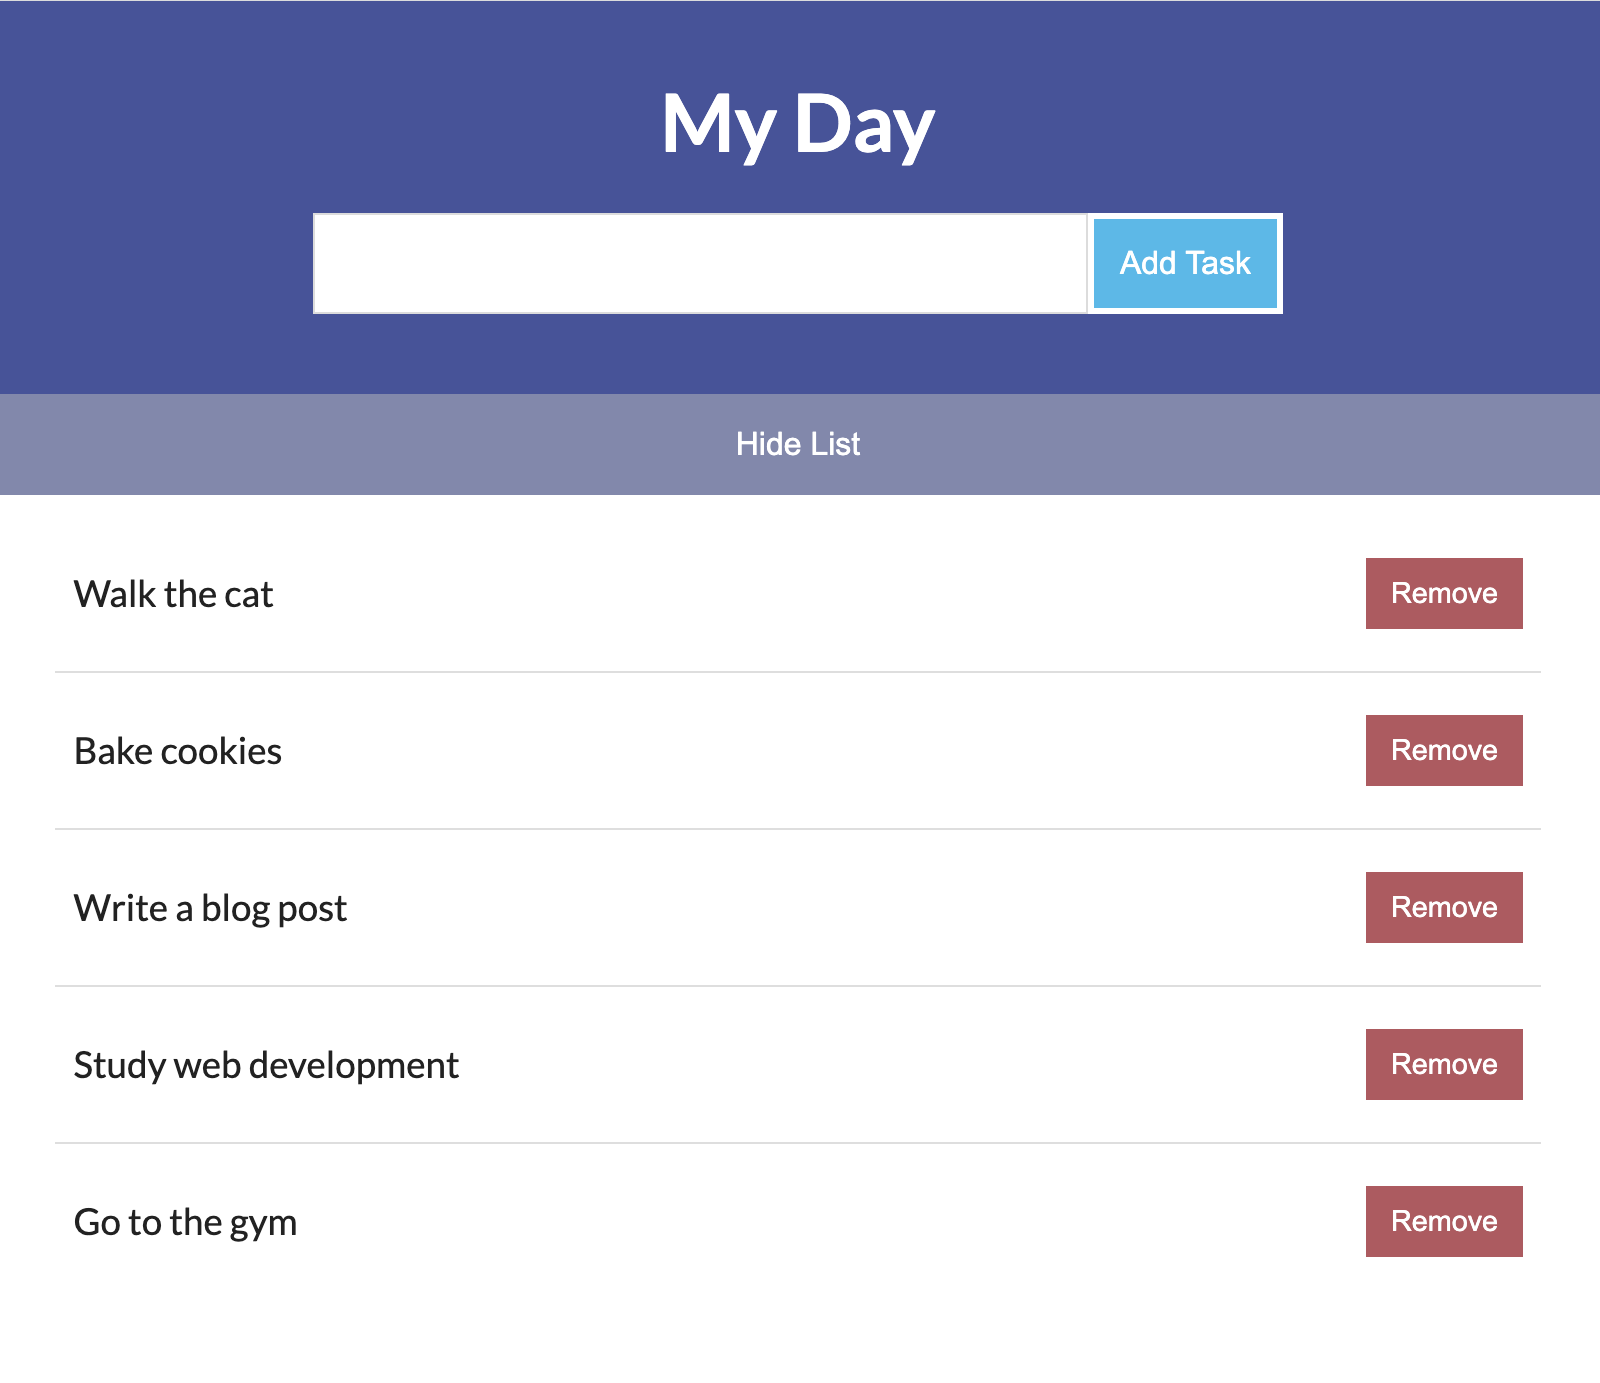 My Day
Add Task
Hide List
Walk the cat
Remove
Bake cookies
Remove
Write a blog post
Remove
Study web development
Remove
Go to the gym
Remove